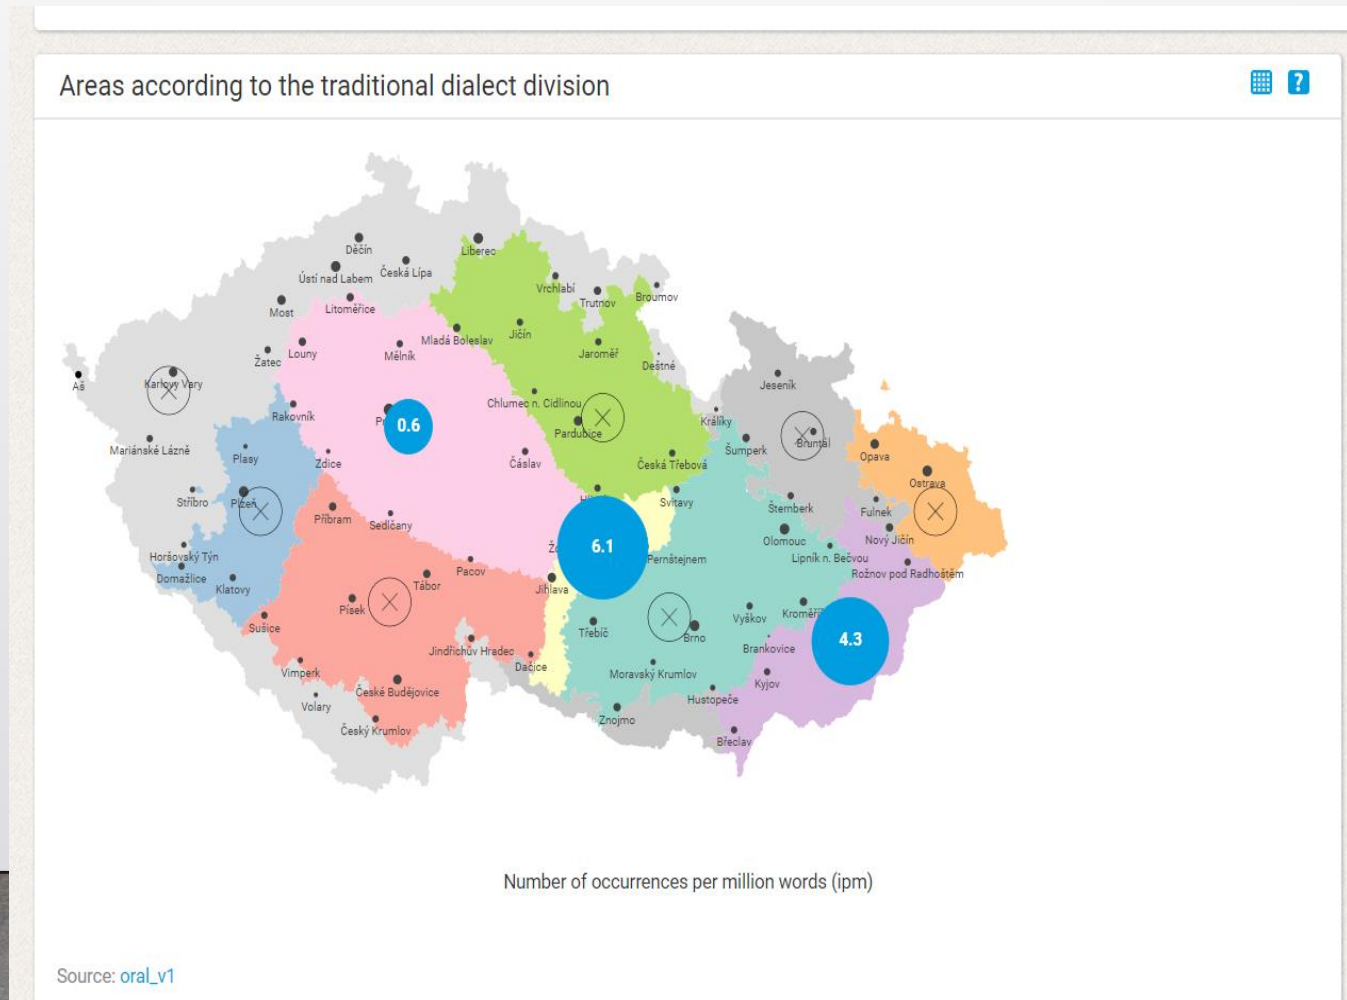 Areas according to the traditional dialect division
?
Děčín
Liberec
Ústí nad Labem
Česká Lípa
Vrchlabí
Trutnov
Broumov
Most
Litoměřice
Mladá Boleslav
Jičín
Jaroměř
Žatec
Louny
Mělník
Deštné
Aš
Karlovy Vary
Jeseník
Rakovník
0.6
Chlumec n. Cidlinou
Pardubice
Králíky
Bruntál
Mariánské Lázně
Plasy
Zdice
Čáslav
Česká Třebová
Šumperk
Opava
Ostrava
Stříbro
Plzeň
Příbram
Sedlčany
Svitavy
Šternberk
Fulnek
Horšovský Týn
6.1
Olomouc
Nový Jičín
Domažlice
Klatovy
Pacov
Pernštejnem
Lipník n. Bečvou
Rožnov pod Radhoštěm
Tábor
Jihlava
Písek
Sušice
Třebíč
Brno
Vyškov
4.3
Jindřichův Hradec
Brankovice
Vimperk
Dačice
Moravský Krumlov
Kyjov
České Budějovice
Hustopeče
Volary
Český Krumlov
Znojmo
Břeclav
Number of occurrences per million words (ipm)
Source: oral_v1